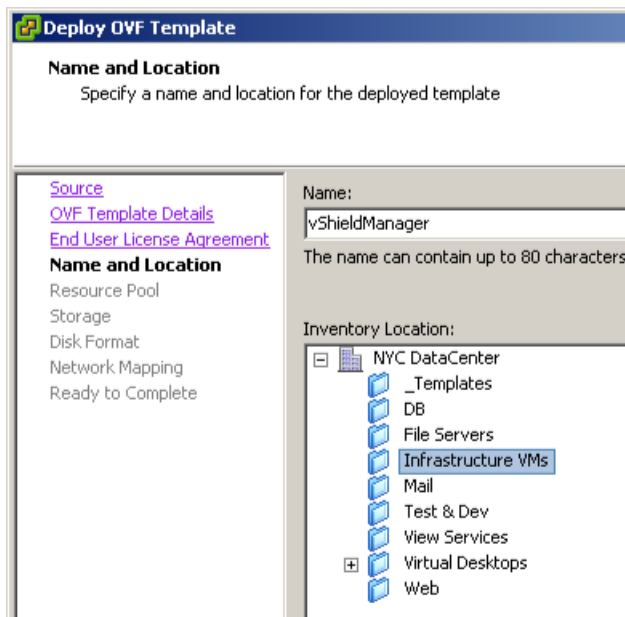 Deploy OVF Template
Name and Location
Specify a name and location for the deployed template
Source
OVF Template Details
End User License Agreement
Name and Location
Resource Pool
Storage
Disk Format
Network Mapping
Ready to Complete
Name:
vShieldManager
The name can contain up to 80 characters
Inventory Location:
NYC DataCenter
_Templates
DB
File Servers
Infrastructure VMs
Mail
Test & Dev
View Services
Virtual Desktops
Web